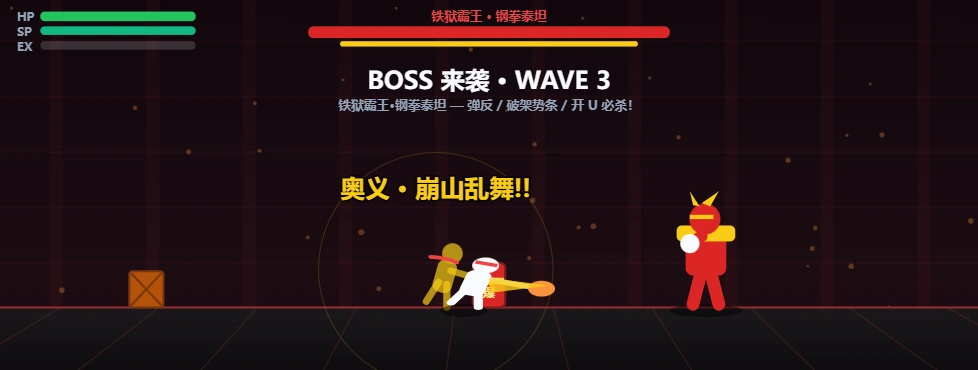 HP
SP
EX
铁狱霸王·钢拳泰坦
BOSS 来袭·WAVE 3
铁狱霸王·钢拳泰坦 — 弹反 / 破架势条 / 开 U 必杀!
奥义·崩山乱舞!!
爆